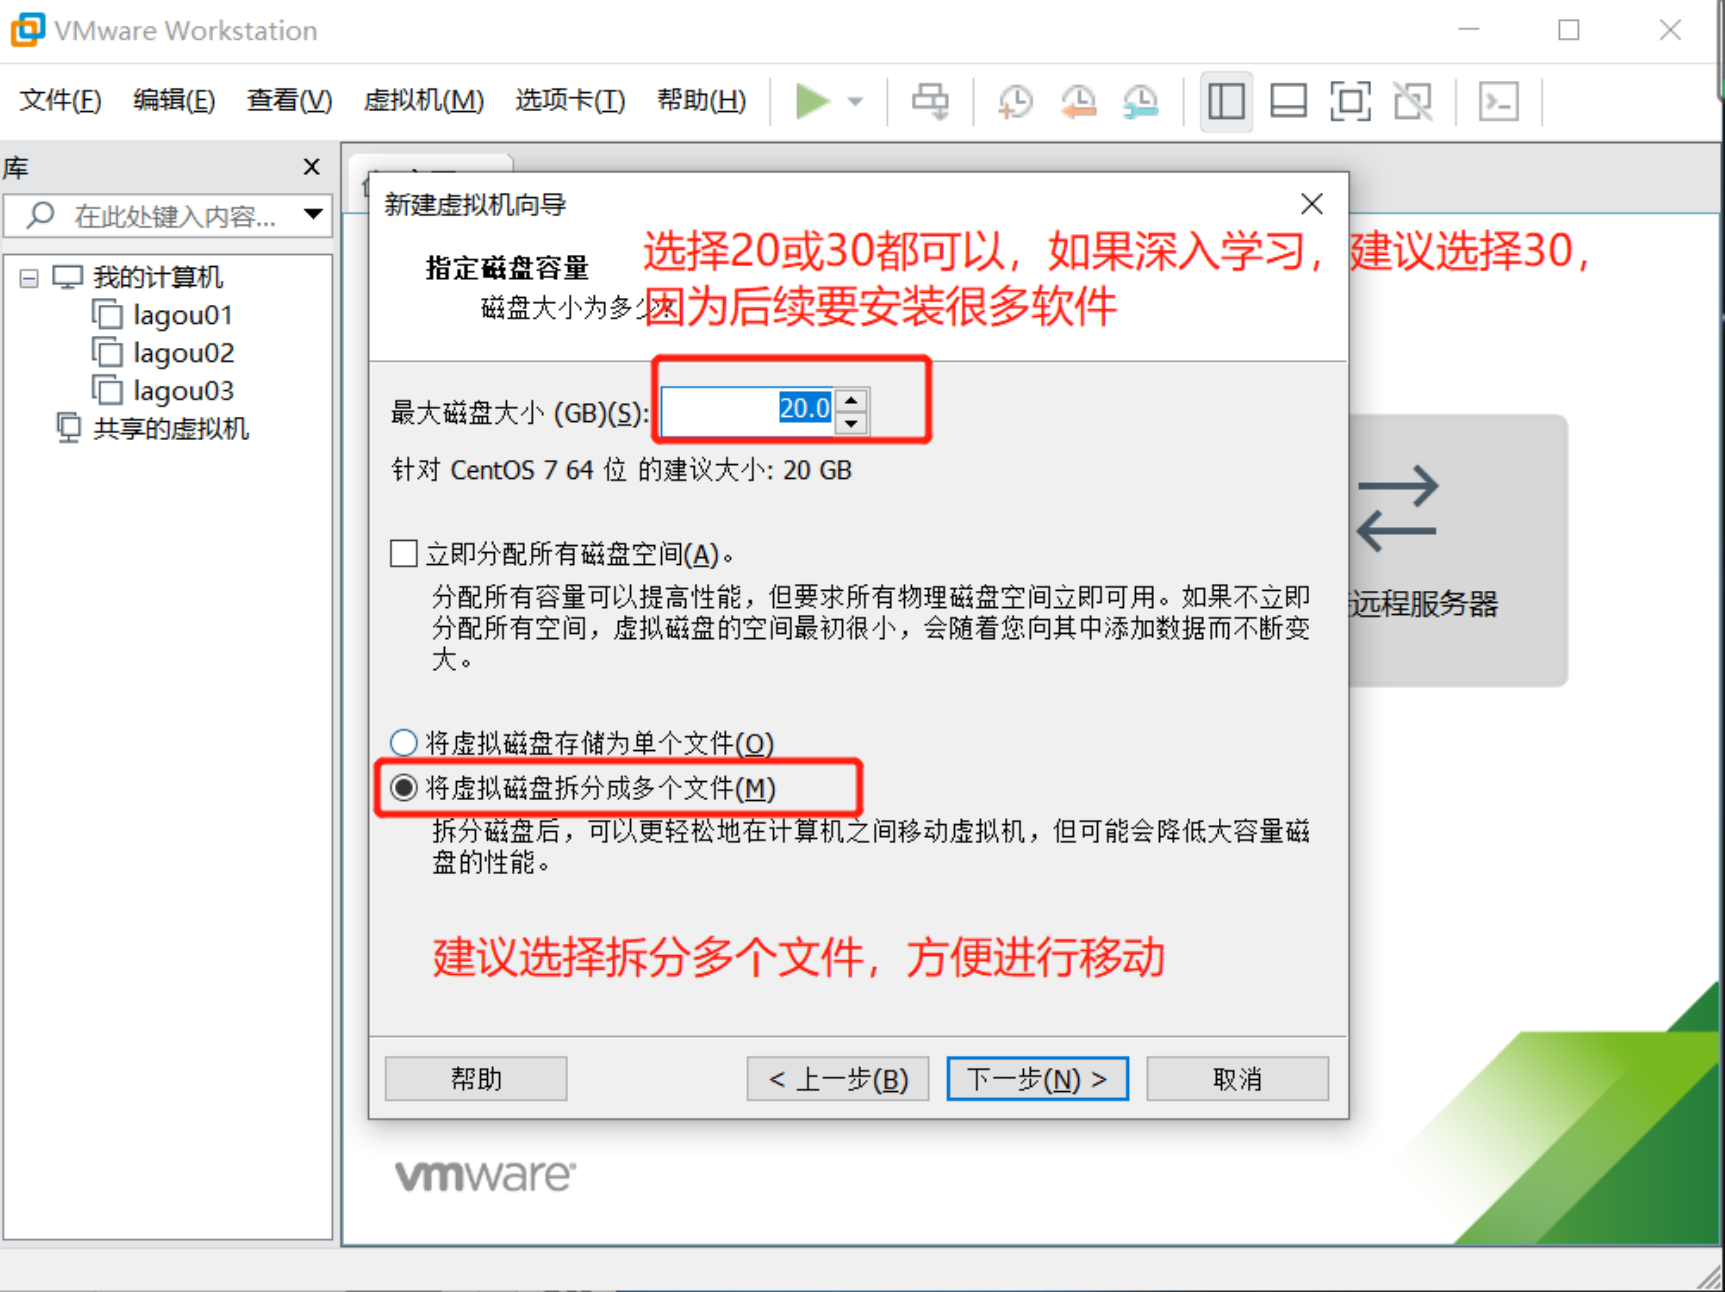 VMware Workstation
文件(F) 编辑(E) 查看(V) 虚拟机(M) 选项卡(T) 帮助(H)
库
在此处键入内容...
我的计算机
lagou01
lagou02
lagou03
共享的虚拟机
新建虚拟机向导
选择20或30都可以，如果深入学习，建议选择30，
因为后续要安装很多软件
指定磁盘容量
磁盘大小为多少?
最大磁盘大小 (GB)(S): 20.0
针对 CentOS 7 64 位 的建议大小: 20 GB
立即分配所有磁盘空间(A)。
分配所有容量可以提高性能，但要求所有物理磁盘空间立即可用。如果不立即
分配所有空间，虚拟磁盘的空间最初很小，会随着您向其中添加数据而不断变
大。
将虚拟磁盘存储为单个文件(O)
将虚拟磁盘拆分成多个文件(M)
拆分磁盘后，可以更轻松地在计算机之间移动虚拟机，但可能会降低大容量磁
盘的性能。
建议选择拆分多个文件，方便进行移动
帮助 < 上一步(B) 下一步(N) > 取消
远程服务器
vmware